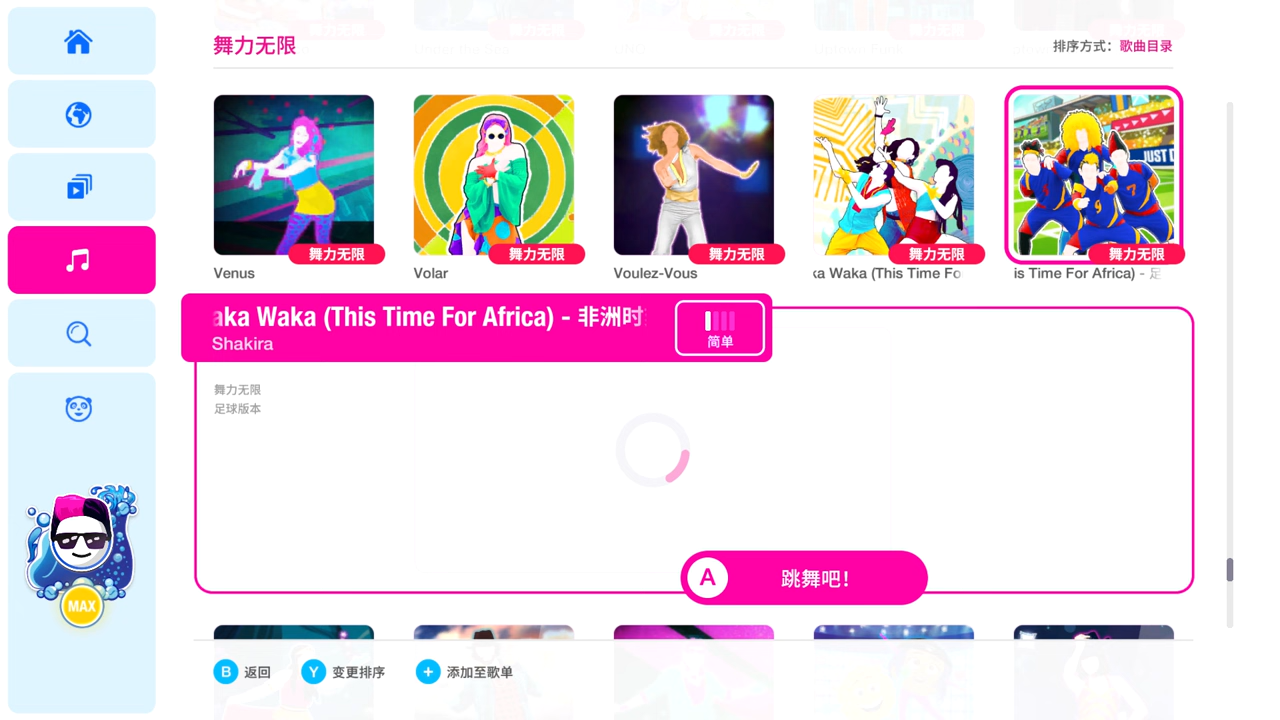 舞力无限
排序方式：歌曲目录
JUST D
舞力无限
舞力无限
舞力无限
舞力无限
舞力无限
Venus
Volar
Voulez-Vous
ka Waka (This Time Fo
is Time For Africa) - 足
aka Waka (This Time For Africa) - 非洲时
Shakira
简单
舞力无限
足球版本
A 跳舞吧！
MAX
B 返回
Y 变更排序
+ 添加至歌单